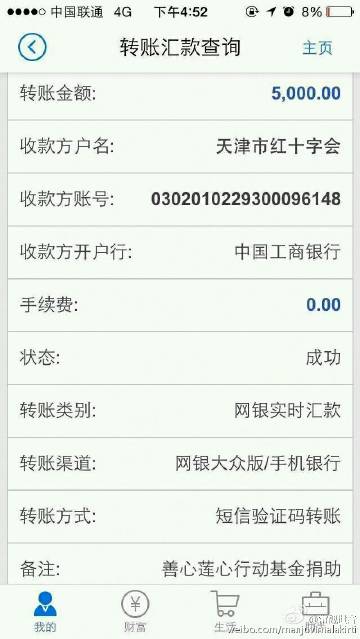 中国联通 4G 下午4:52 8%
转账汇款查询 主页
转账金额: 5,000.00
收款方户名: 天津市红十字会
收款方账号: 0302010229300096148
收款方开户行: 中国工商银行
手续费: 0.00
状态: 成功
转账类别: 网银实时汇款
转账渠道: 网银大众版/手机银行
转账方式: 短信验证码转账
备注: 善心莲心行动基金捐助
我的 财富 生活
weibo.com/nanjovimalakirti